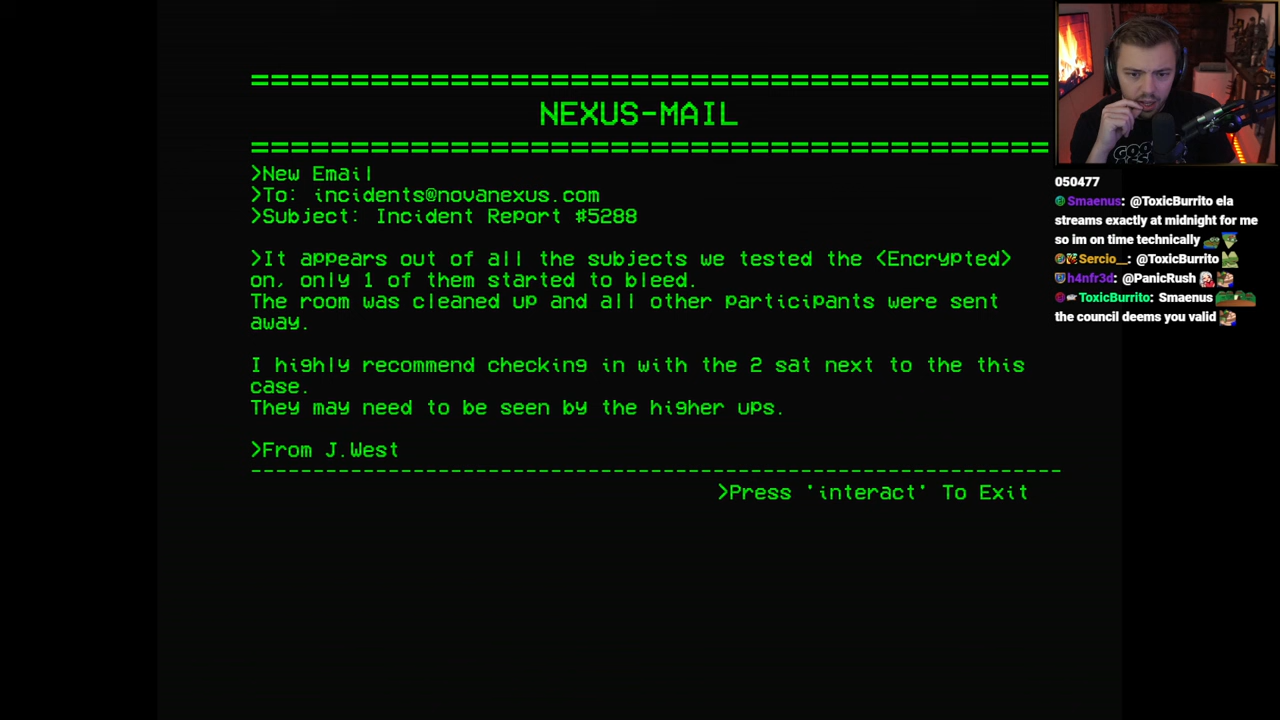 ========================================
NEXUS-MAIL
========================================
>New Email
>To: incidents@novanexus.com
>Subject: Incident Report #5288
>It appears out of all the subjects we tested the <Encrypted>
on, only 1 of them started to bleed.
The room was cleaned up and all other participants were sent
away.
I highly recommend checking in with the 2 sat next to the this
case.
They may need to be seen by the higher ups.
>From J.West
------------------------------------------------------------------------------
>Press 'interact' To Exit
050477
Smaenus: @ToxicBurrito ela
streams exactly at midnight for me
so im on time technically
Sercio__: @ToxicBurrito
h4nfr3d: @PanicRush
ToxicBurrito: Smaenus
the council deems you valid